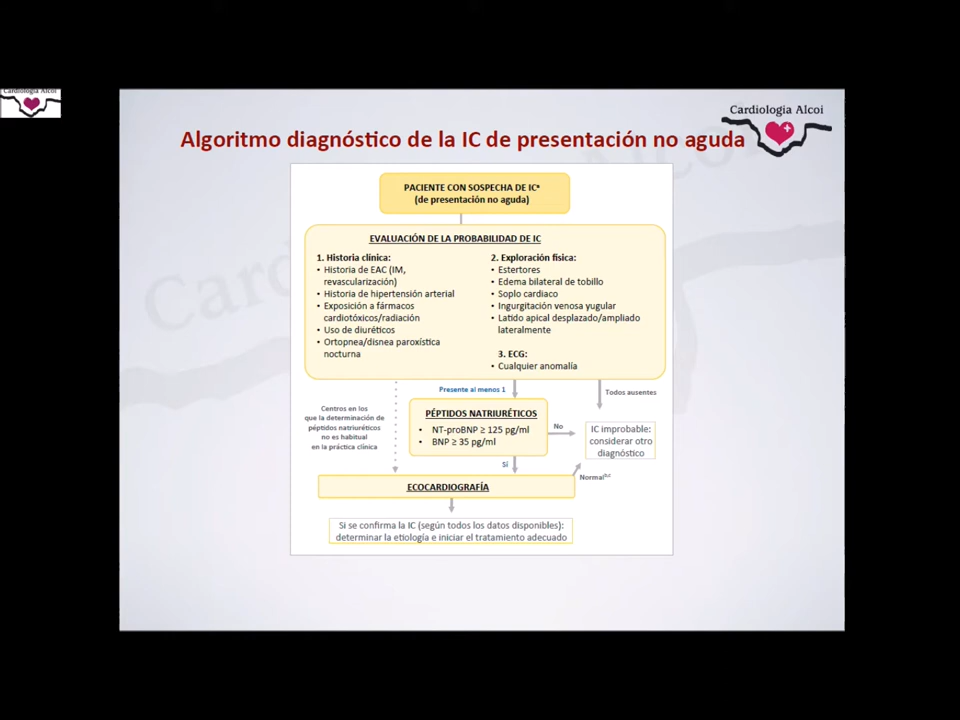 Cardiología Alcoi
Cardiología Alcoi
Algoritmo diagnóstico de la IC de presentación no aguda
PACIENTE CON SOSPECHA DE ICª
(de presentación no aguda)
EVALUACIÓN DE LA PROBABILIDAD DE IC
1. Historia clínica:
• Historia de EAC (IM,
revascularización)
• Historia de hipertensión arterial
• Exposición a fármacos
cardiotóxicos/radiación
• Uso de diuréticos
• Ortopnea/disnea paroxística
nocturna
2. Exploración física:
• Estertores
• Edema bilateral de tobillo
• Soplo cardiaco
• Ingurgitación venosa yugular
• Latido apical desplazado/ampliado
lateralmente
3. ECG:
• Cualquier anomalía
Presente al menos 1
Todos ausentes
Centros en los
que la determinación de
péptidos natriuréticos
no es habitual
en la práctica clínica
PÉPTIDOS NATRIURÉTICOS
• NT-proBNP ≥ 125 pg/ml
• BNP ≥ 35 pg/ml
No
IC improbable:
considerar otro
diagnóstico
Sí
Normalᵇ,ᶜ
ECOCARDIOGRAFÍA
Si se confirma la IC (según todos los datos disponibles):
determinar la etiología e iniciar el tratamiento adecuado